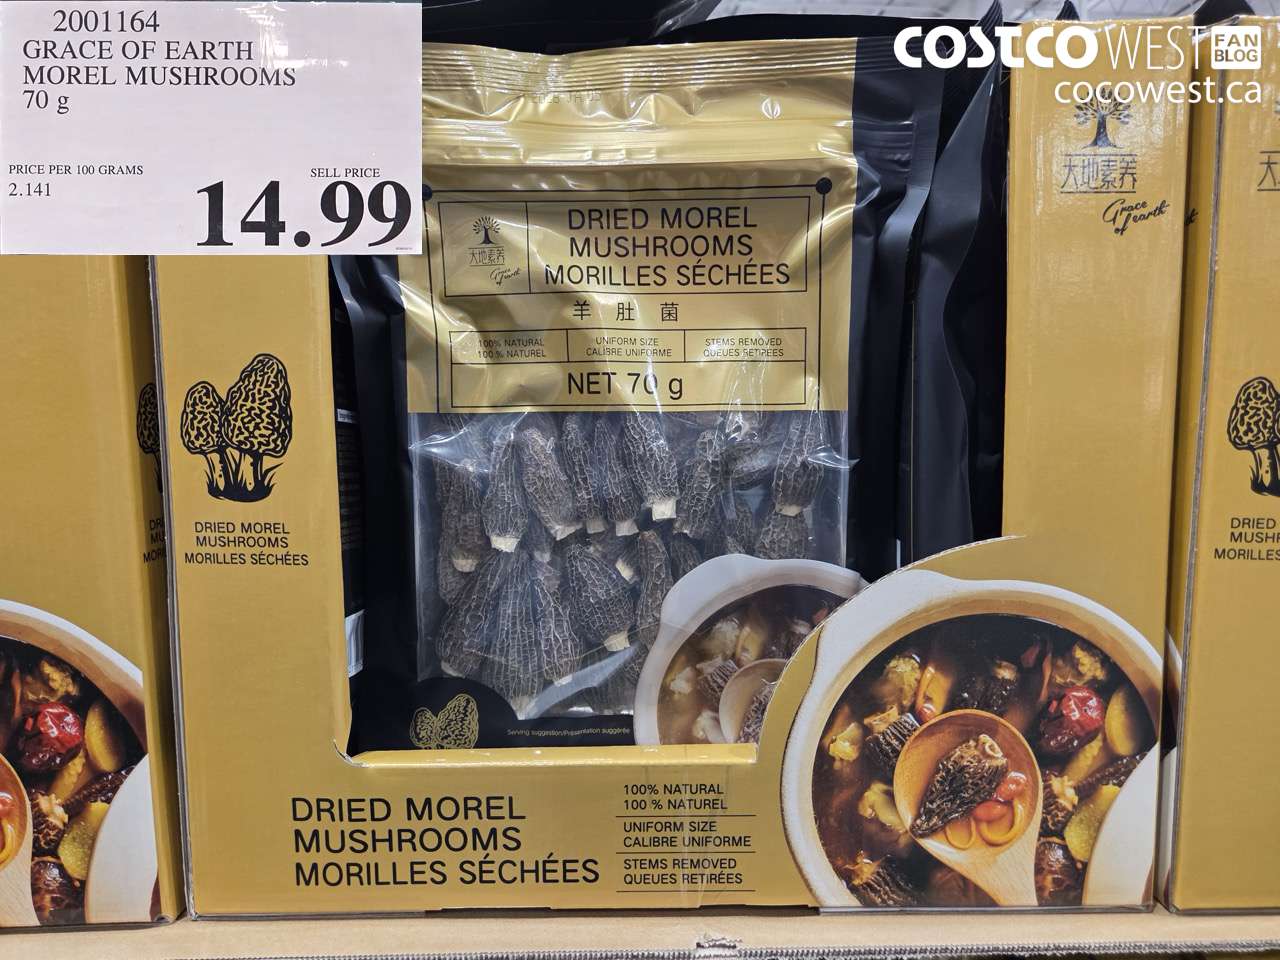 2001164
GRACE OF EARTH
MOREL MUSHROOMS
70 g
PRICE PER 100 GRAMS
2.141
SELL PRICE
14.99
COSTCO WEST FAN BLOG
cocowest.ca
天地素养
Grace of earth
DRIED MOREL
MUSHROOMS
MORILLES SÉCHÉES
天地素养
Grace of earth
羊肚菌
100% NATURAL
100 % NATUREL
UNIFORM SIZE
CALIBRE UNIFORME
STEMS REMOVED
QUEUES RETIRÉES
NET 70 g
Serving suggestion/Présentation suggérée
DRIED MOREL
MUSHROOMS
MORILLES SÉCHÉES
DRIED MOREL
MUSHROOMS
MORILLES SÉCHÉES
100% NATURAL
100 % NATUREL
UNIFORM SIZE
CALIBRE UNIFORME
STEMS REMOVED
QUEUES RETIRÉES
DRIED
MUSH
MORILLES